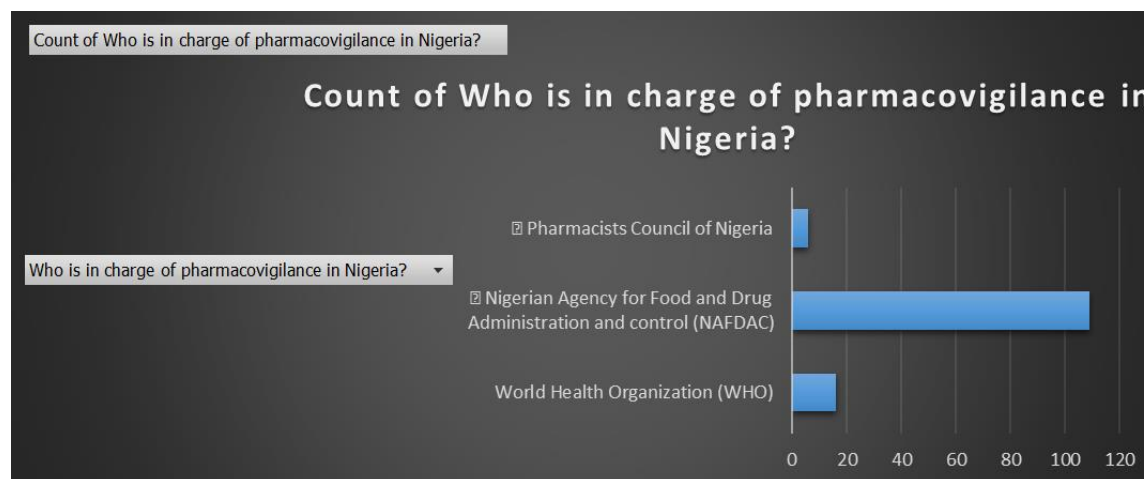 Count of Who is in charge of pharmacovigilance in Nigeria?
Count of Who is in charge of pharmacovigilance in
Nigeria?
⍰ Pharmacists Council of Nigeria
Who is in charge of pharmacovigilance in Nigeria?
⍰ Nigerian Agency for Food and Drug
Administration and control (NAFDAC)
World Health Organization (WHO)
0 20 40 60 80 100 120